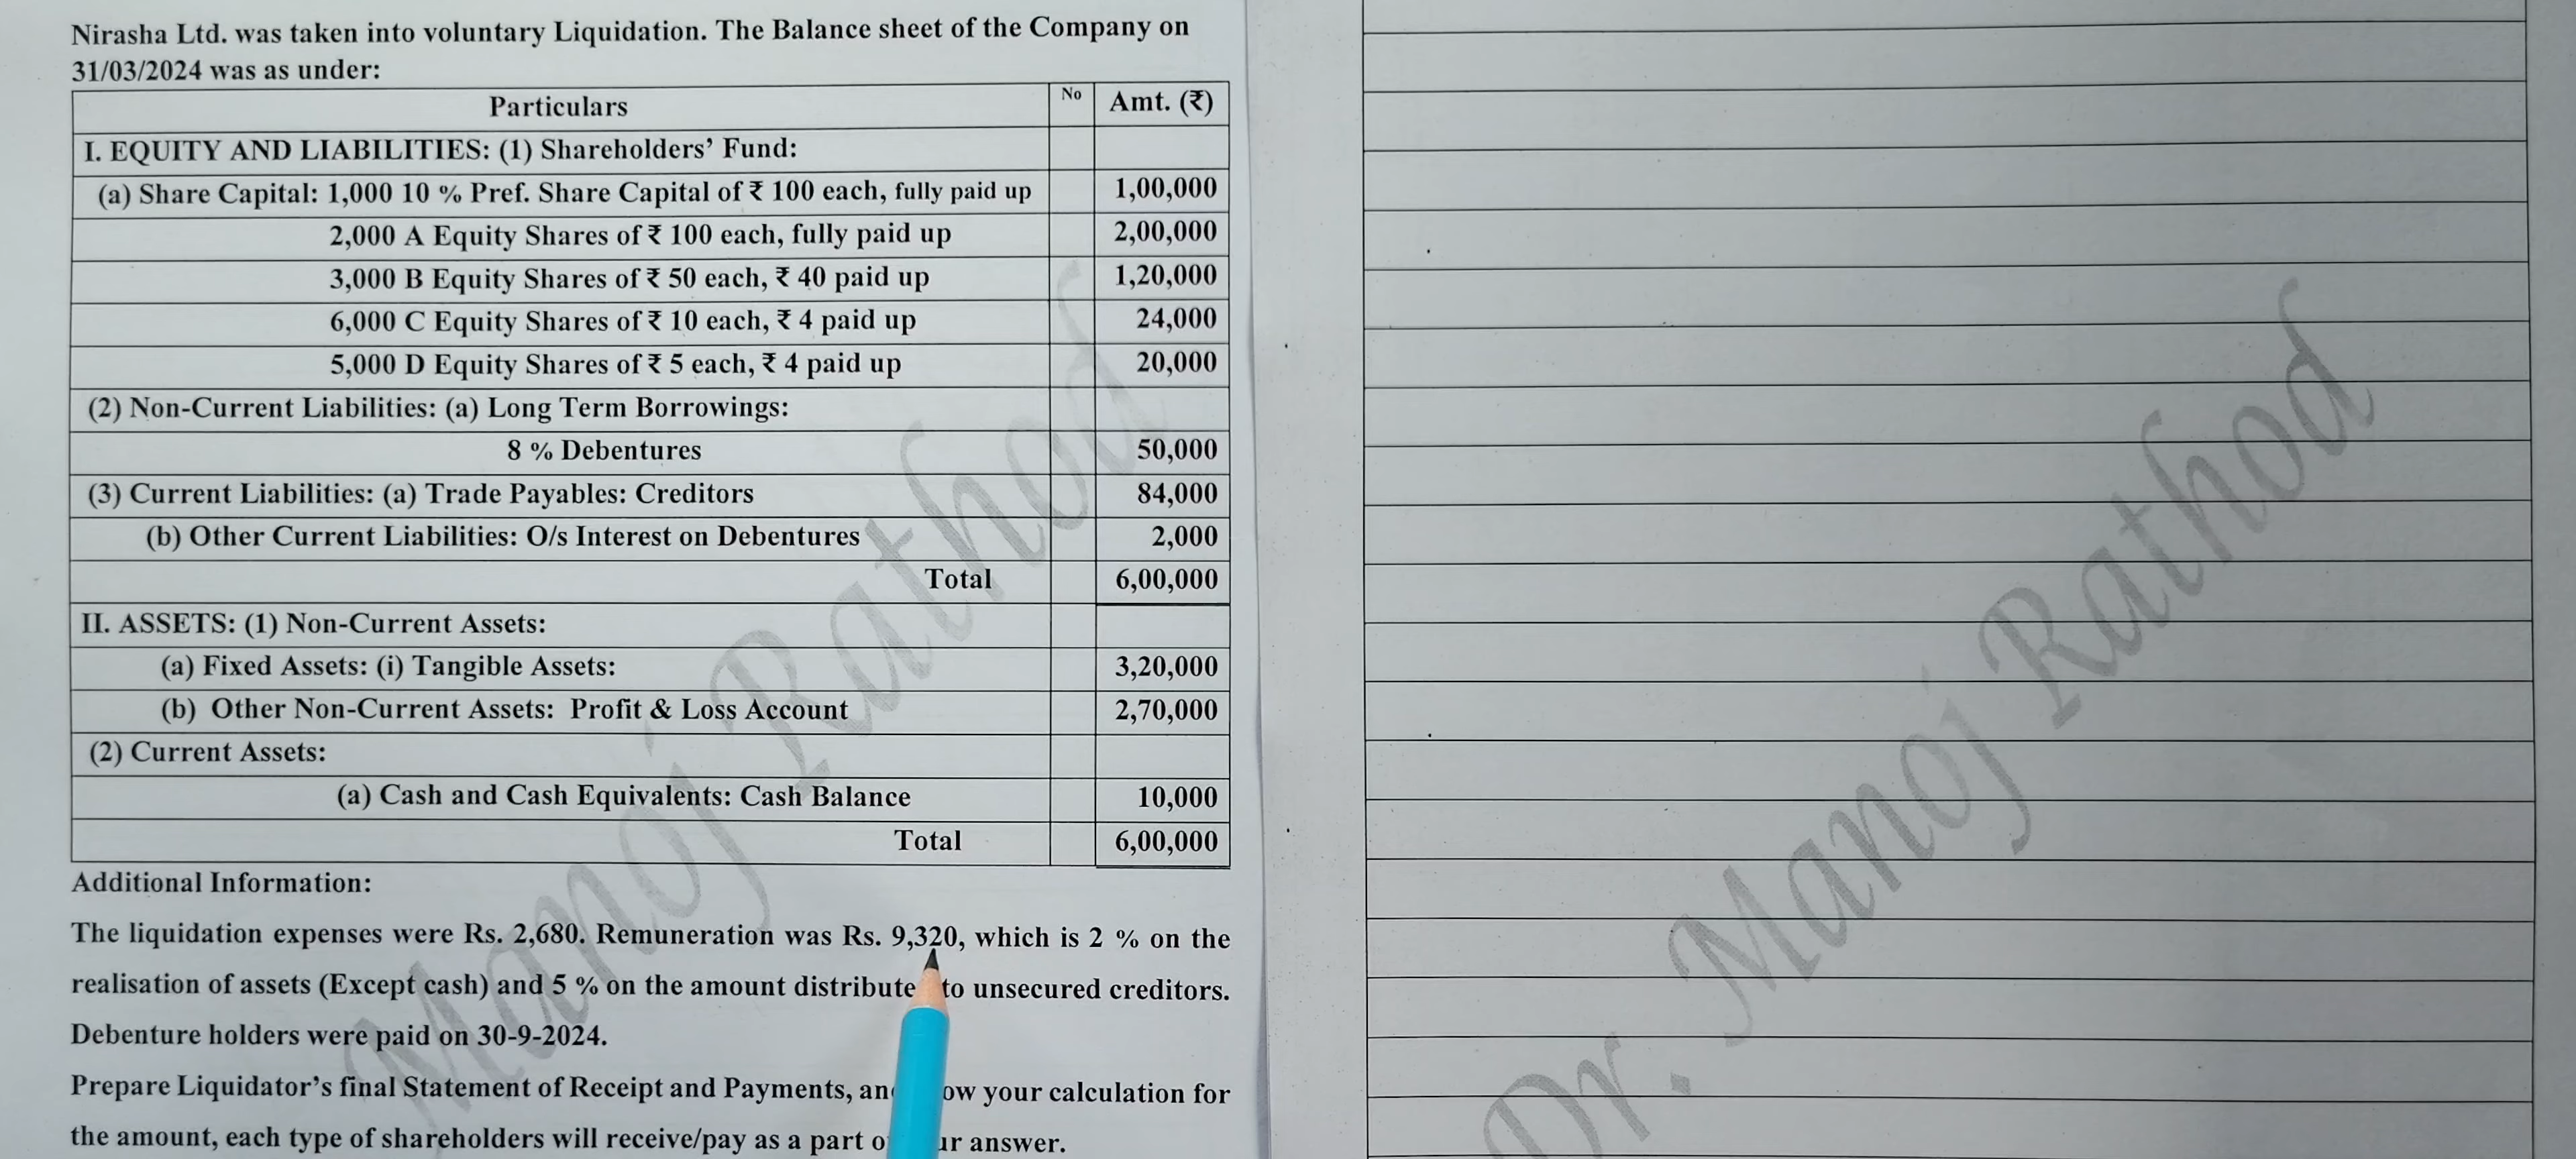 Nirasha Ltd. was taken into voluntary Liquidation. The Balance sheet of the Company on
31/03/2024 was as under:
Particulars No Amt. (₹)
I. EQUITY AND LIABILITIES: (1) Shareholders' Fund:
(a) Share Capital: 1,000 10 % Pref. Share Capital of ₹ 100 each, fully paid up 1,00,000
2,000 A Equity Shares of ₹ 100 each, fully paid up 2,00,000
3,000 B Equity Shares of ₹ 50 each, ₹ 40 paid up 1,20,000
6,000 C Equity Shares of ₹ 10 each, ₹ 4 paid up 24,000
5,000 D Equity Shares of ₹ 5 each, ₹ 4 paid up 20,000
(2) Non-Current Liabilities: (a) Long Term Borrowings:
8 % Debentures 50,000
(3) Current Liabilities: (a) Trade Payables: Creditors 84,000
(b) Other Current Liabilities: O/s Interest on Debentures 2,000
Total 6,00,000
II. ASSETS: (1) Non-Current Assets:
(a) Fixed Assets: (i) Tangible Assets: 3,20,000
(b) Other Non-Current Assets: Profit & Loss Account 2,70,000
(2) Current Assets:
(a) Cash and Cash Equivalents: Cash Balance 10,000
Total 6,00,000
Additional Information:
The liquidation expenses were Rs. 2,680. Remuneration was Rs. 9,320, which is 2 % on the
realisation of assets (Except cash) and 5 % on the amount distribute to unsecured creditors.
Debenture holders were paid on 30-9-2024.
Prepare Liquidator's final Statement of Receipt and Payments, an ow your calculation for
the amount, each type of shareholders will receive/pay as a part o ur answer.
Manoj Rathod
Dr. Manoj Rathod